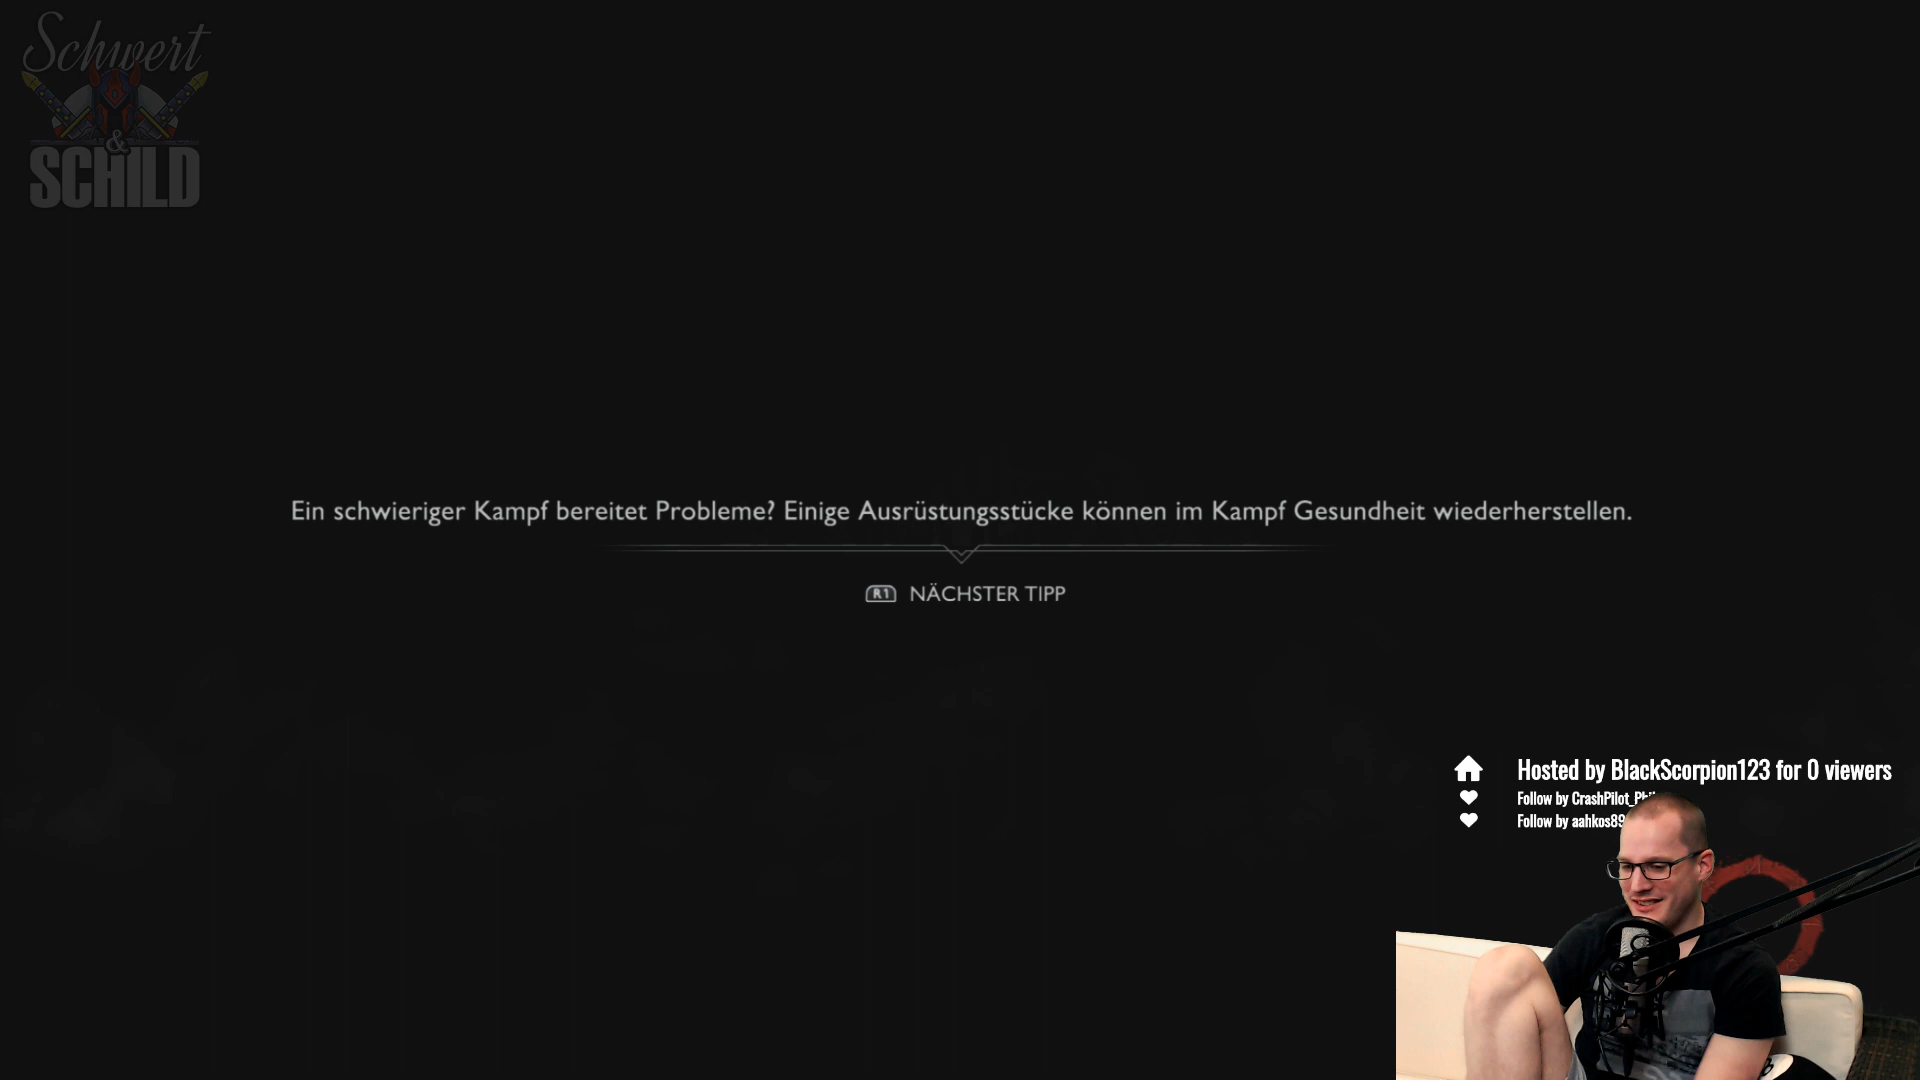 Schwert
&
SCHILD
Ein schwieriger Kampf bereitet Probleme? Einige Ausrüstungsstücke können im Kampf Gesundheit wiederherstellen.
R1 NÄCHSTER TIPP
Hosted by BlackScorpion123 for 0 viewers
Follow by
Follow by aahkos89